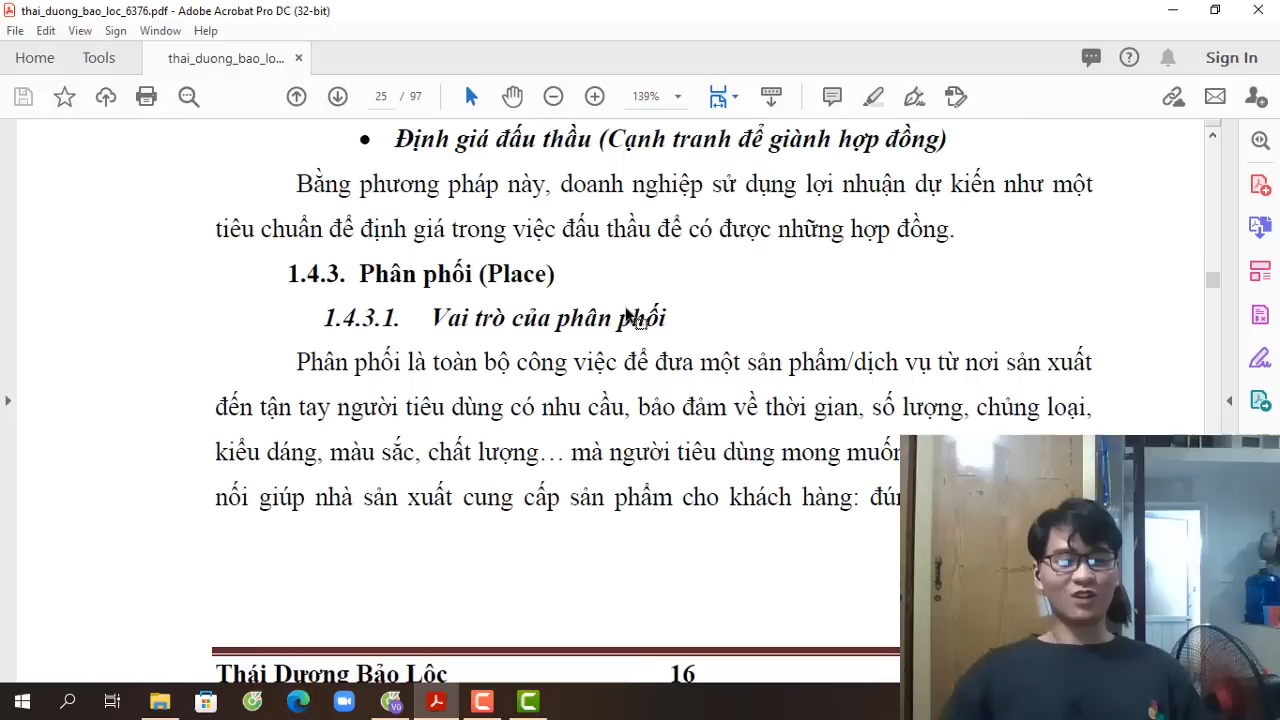 thai_duong_bao_loc_6376.pdf - Adobe Acrobat Pro DC (32-bit)
File Edit View Sign Window Help
Home Tools thai_duong_bao_lo... × Sign In
25 / 97 139%
• Định giá đấu thầu (Cạnh tranh để giành hợp đồng)
Bằng phương pháp này, doanh nghiệp sử dụng lợi nhuận dự kiến như một
tiêu chuẩn để định giá trong việc đấu thầu để có được những hợp đồng.
1.4.3. Phân phối (Place)
1.4.3.1. Vai trò của phân phối
Phân phối là toàn bộ công việc để đưa một sản phẩm/dịch vụ từ nơi sản xuất
đến tận tay người tiêu dùng có nhu cầu, bảo đảm về thời gian, số lượng, chủng loại,
kiểu dáng, màu sắc, chất lượng… mà người tiêu dùng mong muốn
nối giúp nhà sản xuất cung cấp sản phẩm cho khách hàng: đún
Thái Dương Bảo Lộc 16
Vũ